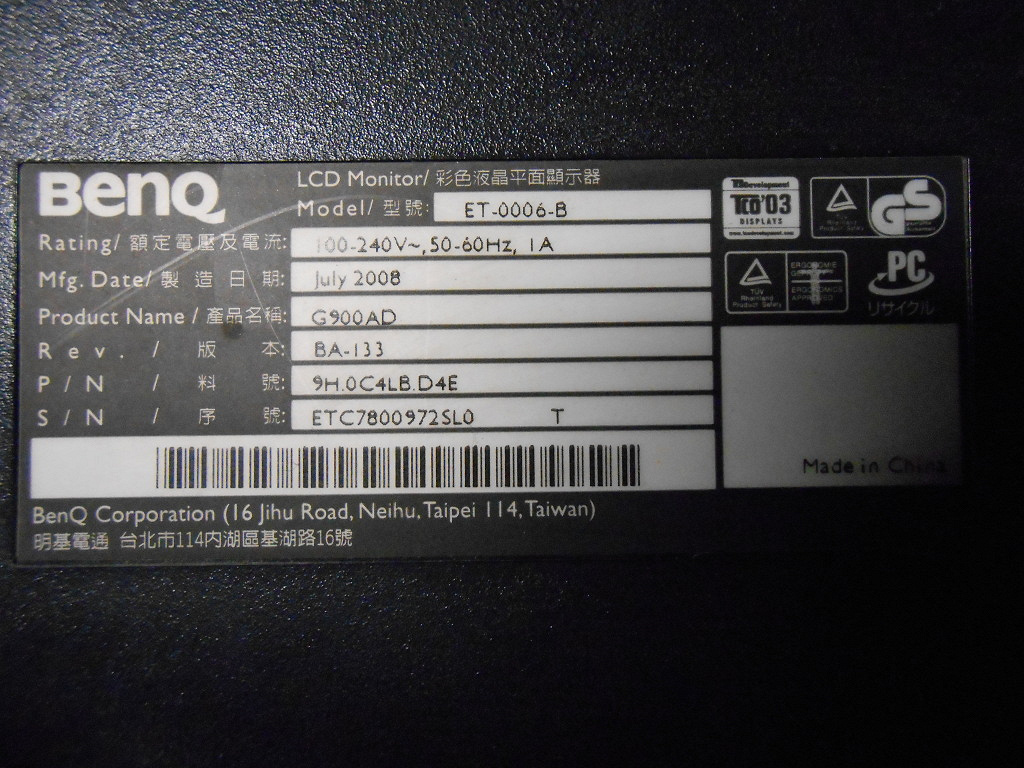 BenQ
LCD Monitor/ 彩色液晶平面顯示器
Model/ 型號: ET-0006-B
Rating/ 額定電壓及電流: 100-240V~, 50-60Hz, 1A
Mfg. Date/ 製造日期: July 2008
Product Name / 產品名稱: G900AD
Rev. / 版本: BA-133
P/N / 料號: 9H.0C4LB.D4E
S/N / 序號: ETC7800972SL0 T
BenQ Corporation (16 Jihu Road, Neihu, Taipei 114, Taiwan)
明基電通 台北市114內湖區基湖路16號
TCO'03
DISPLAYS
GS
TÜV
Rheinland
Product Safety
PC
リサイクル
Made in China